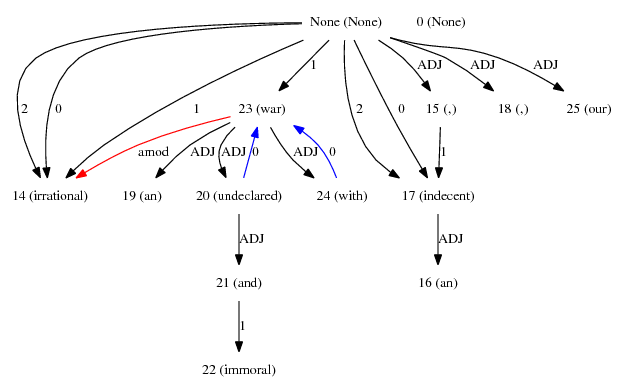 None (None) 0 (None)
ADJ ADJ ADJ
1
2 0 1 23 (war) 2 0 15 (,) 18 (,) 25 (our)
amod ADJ ADJ 0 ADJ 0 1
14 (irrational) 19 (an) 20 (undeclared) 24 (with) 17 (indecent)
ADJ ADJ
21 (and) 16 (an)
1
22 (immoral)